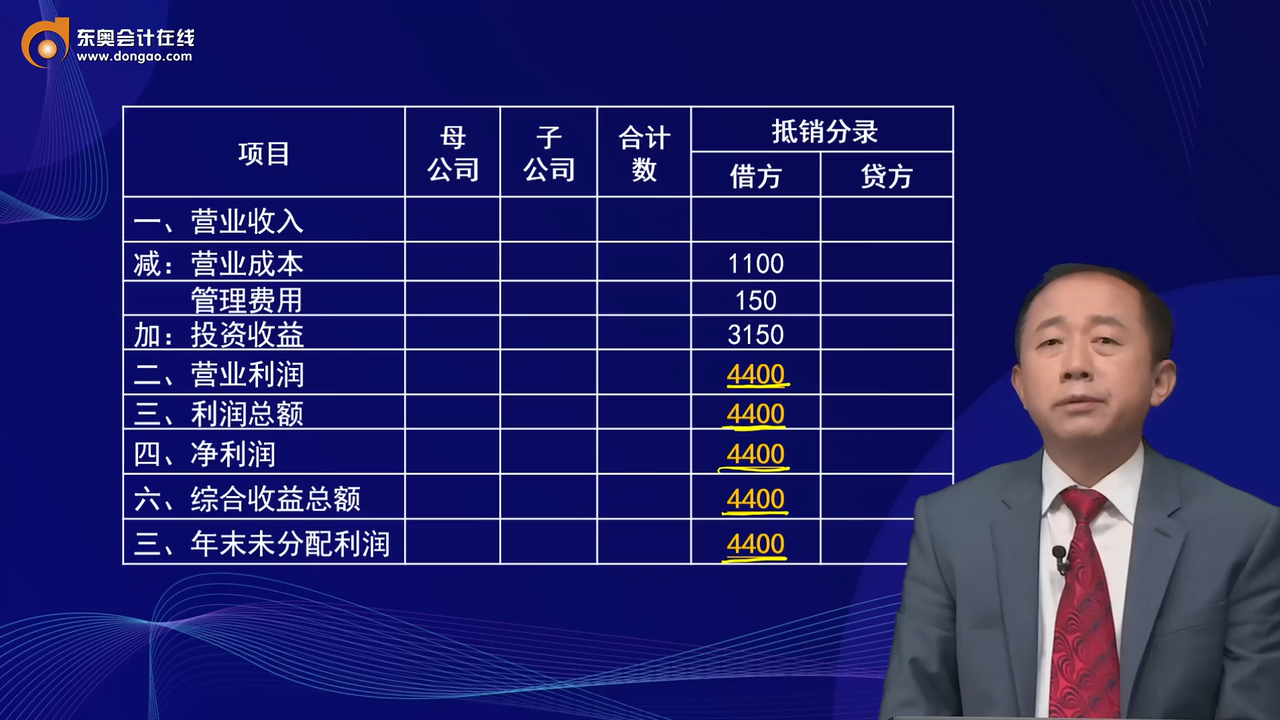 东奥会计在线
www.dongao.com
项目 母公司 子公司 合计数 抵销分录
借方 贷方
一、营业收入
减：营业成本 1100
管理费用 150
加：投资收益 3150
二、营业利润 4400
三、利润总额 4400
四、净利润 4400
六、综合收益总额 4400
三、年末未分配利润 4400